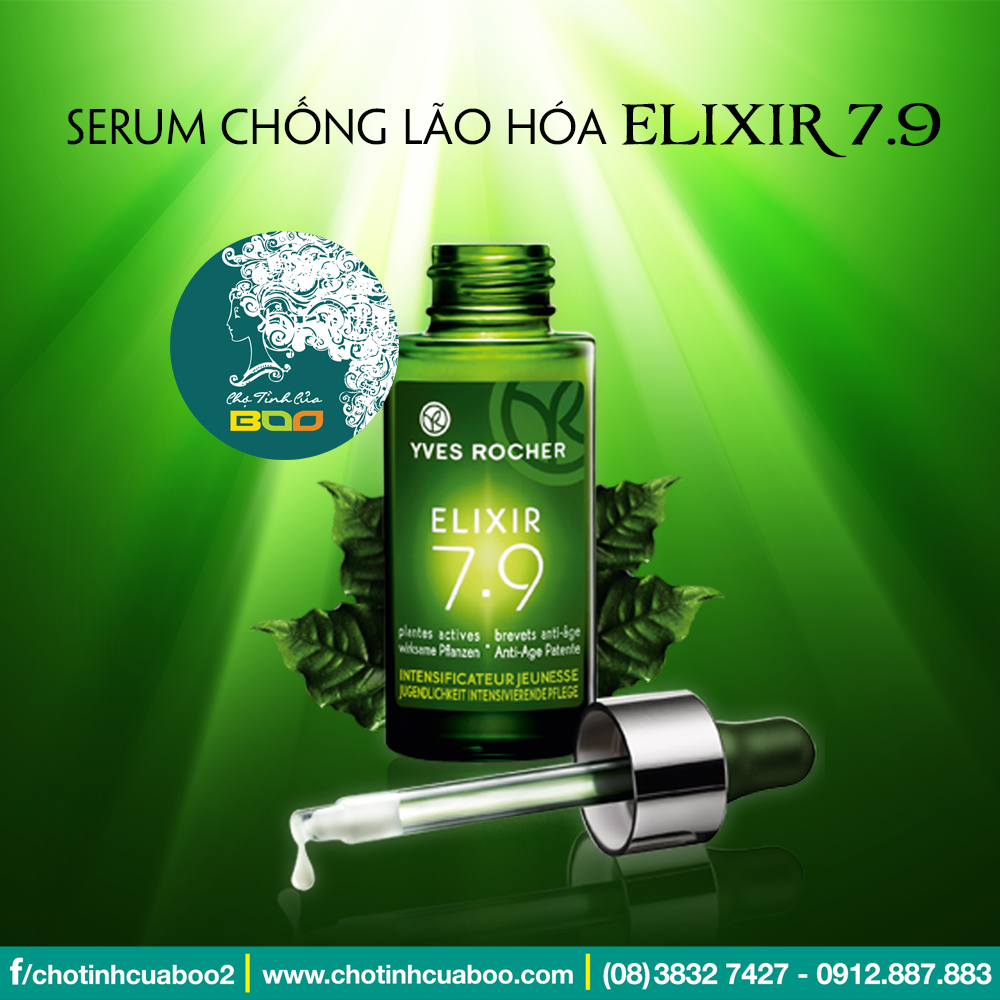 SERUM CHỐNG LÃO HÓA ELIXIR 7.9
Chợ Tình Của
BOO
YR
YVES ROCHER
ELIXIR
7.9
plantes actives • brevets anti-âge
wirksame Pflanzen Anti-Age Patente
INTENSIFICATEUR JEUNESSE
JUGENDLICHKEIT INTENSIVIERENDE PFLEGE
f/chotinhcuaboo2 | www.chotinhcuaboo.com | (08)3832 7427 - 0912.887.883